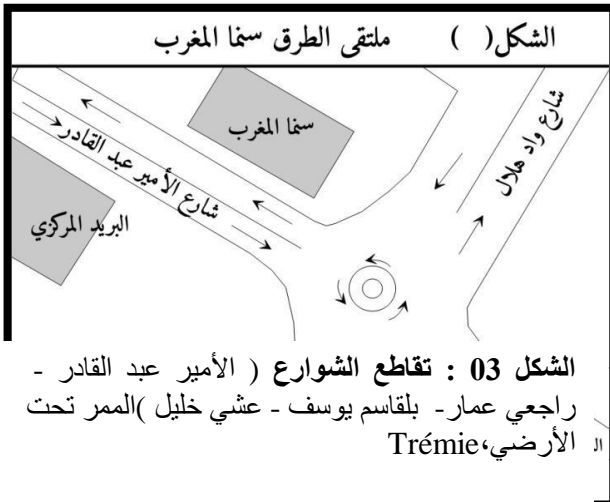 الشكل( ) ملتقى الطرق سنما المغرب
شارع واد هلال
سنما المغرب
شارع الأمير عبد القادر
البريد المركزي
الشكل 03 : تقاطع الشوارع ( الأمير عبد القادر -
راجعي عمار- بلقاسم يوسف - عشي خليل )الممر تحت
الأرضي،Trémie